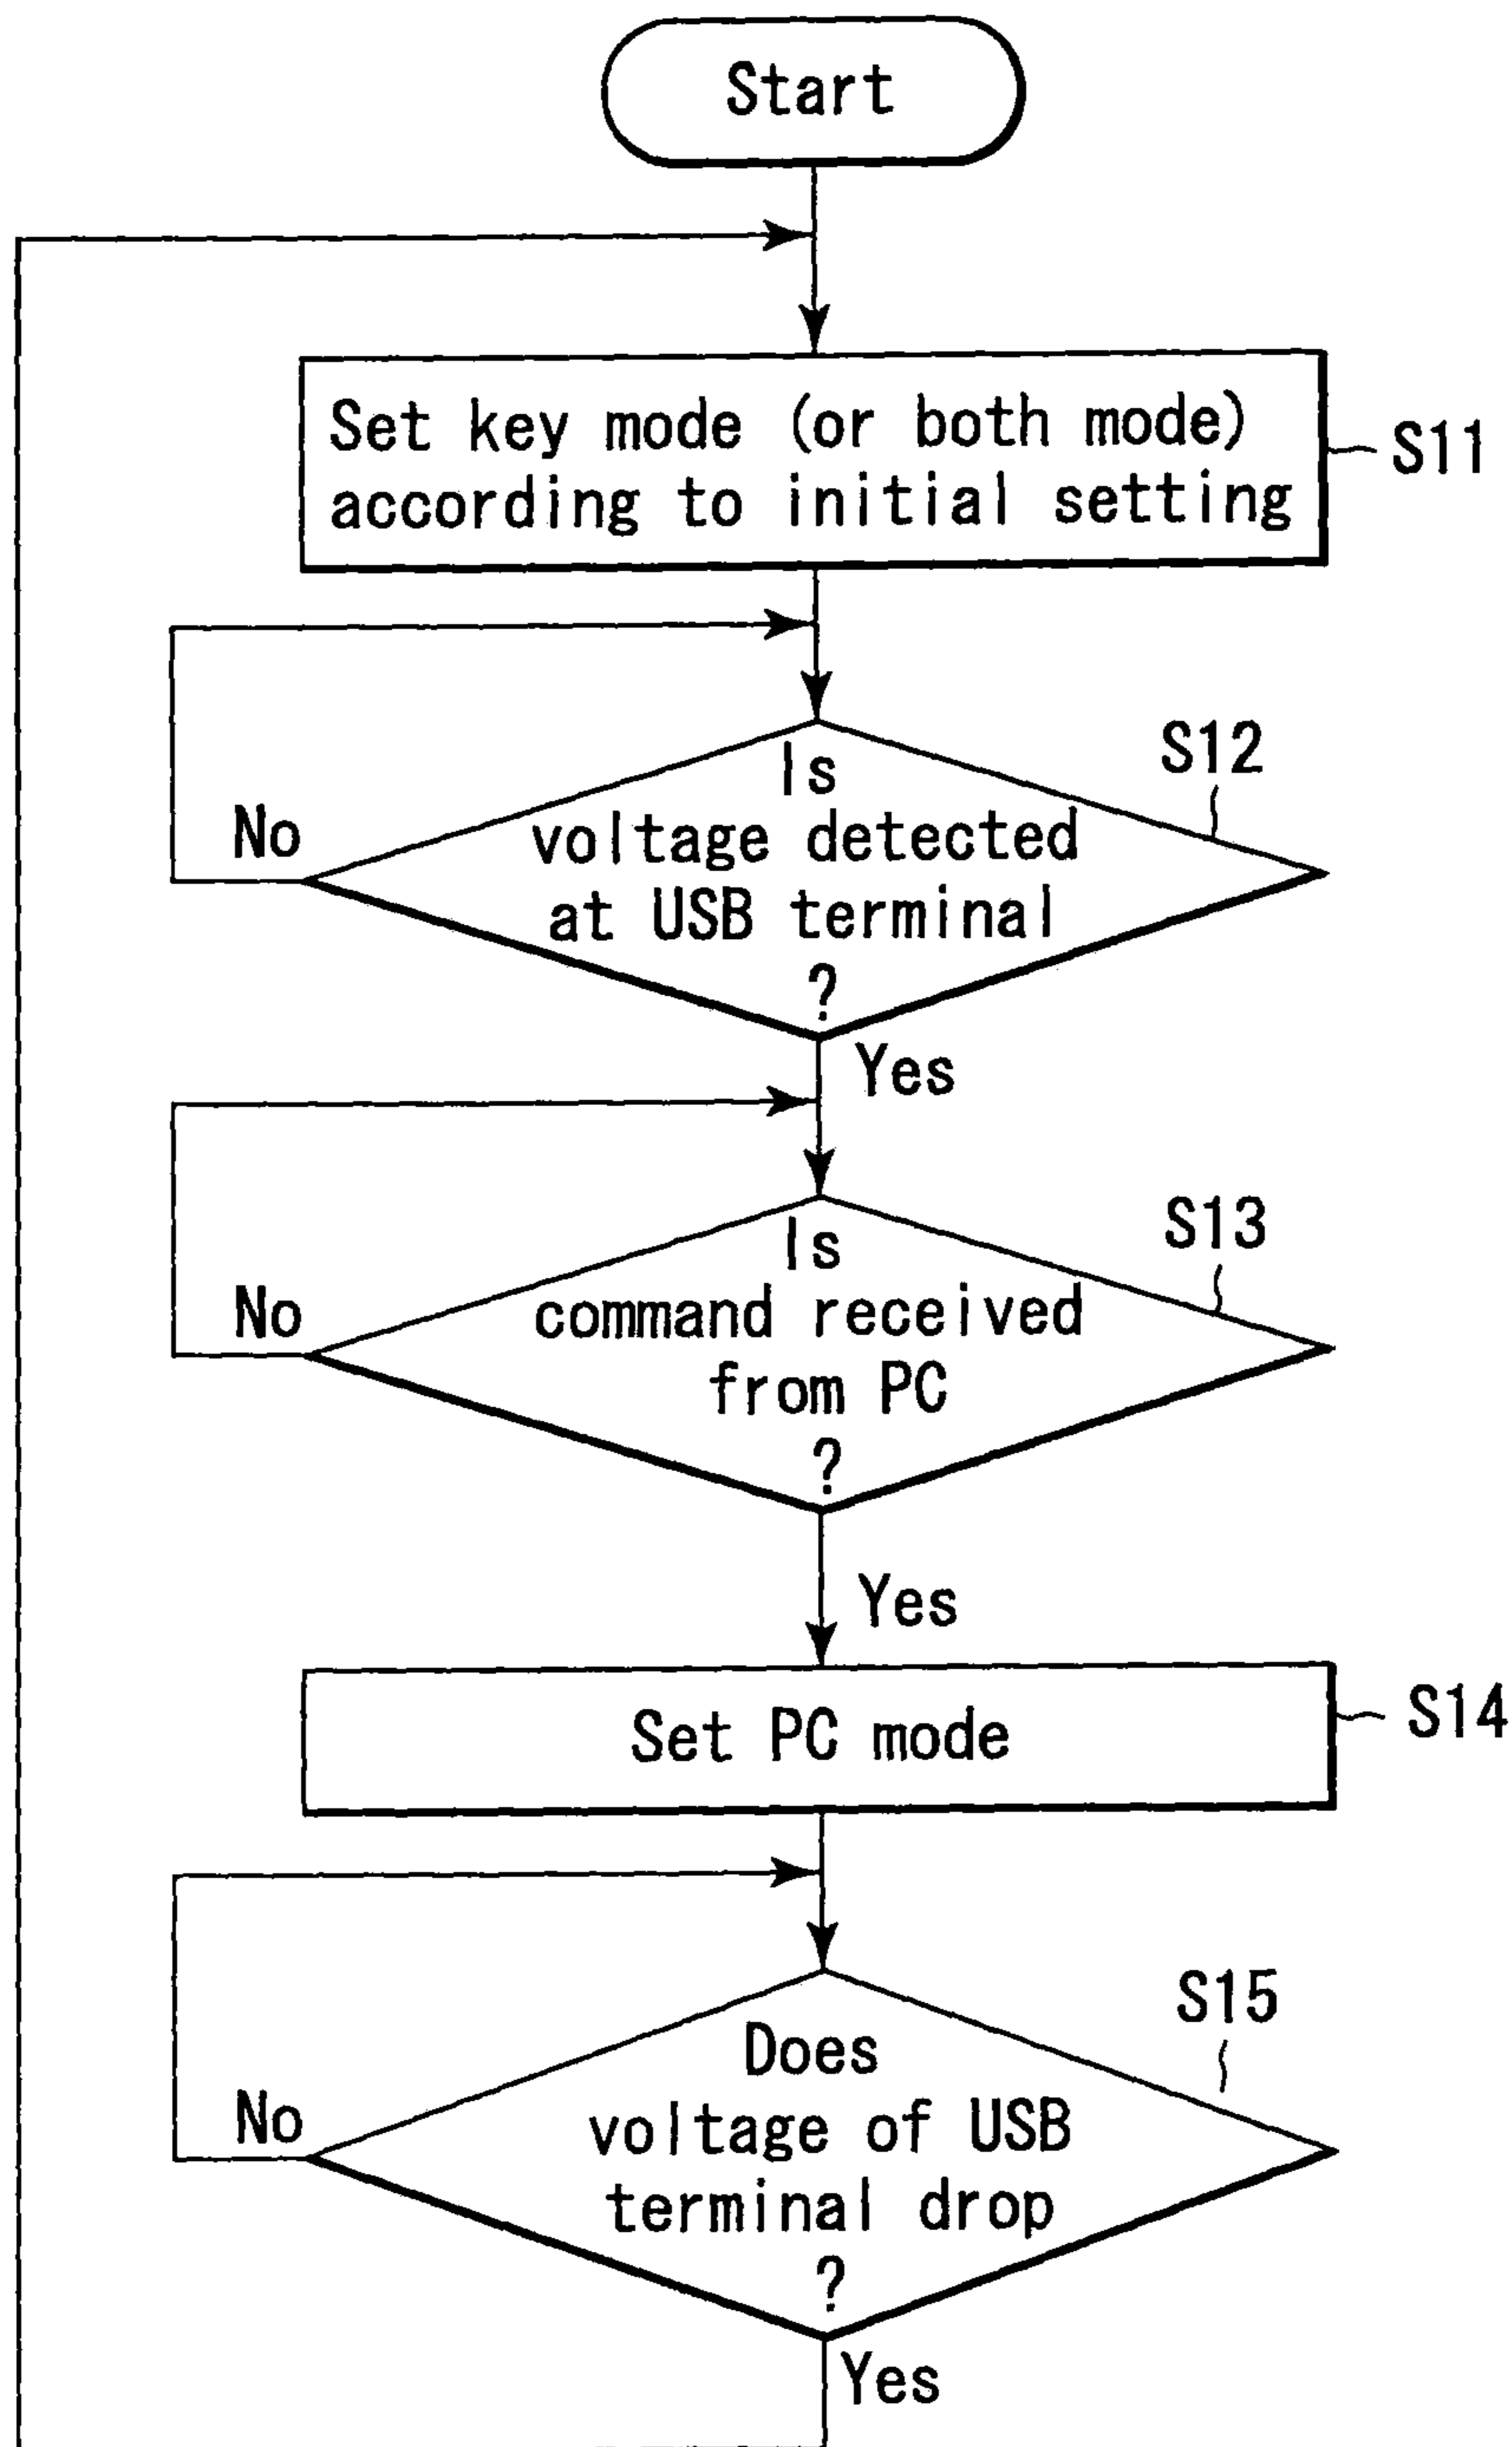 Start
Set key mode (or both mode)
according to initial setting
S11
S12
Is
voltage detected
at USB terminal
?
No
Yes
S13
Is
command received
from PC
?
No
Yes
Set PC mode
S14
S15
Does
voltage of USB
terminal drop
?
No
Yes